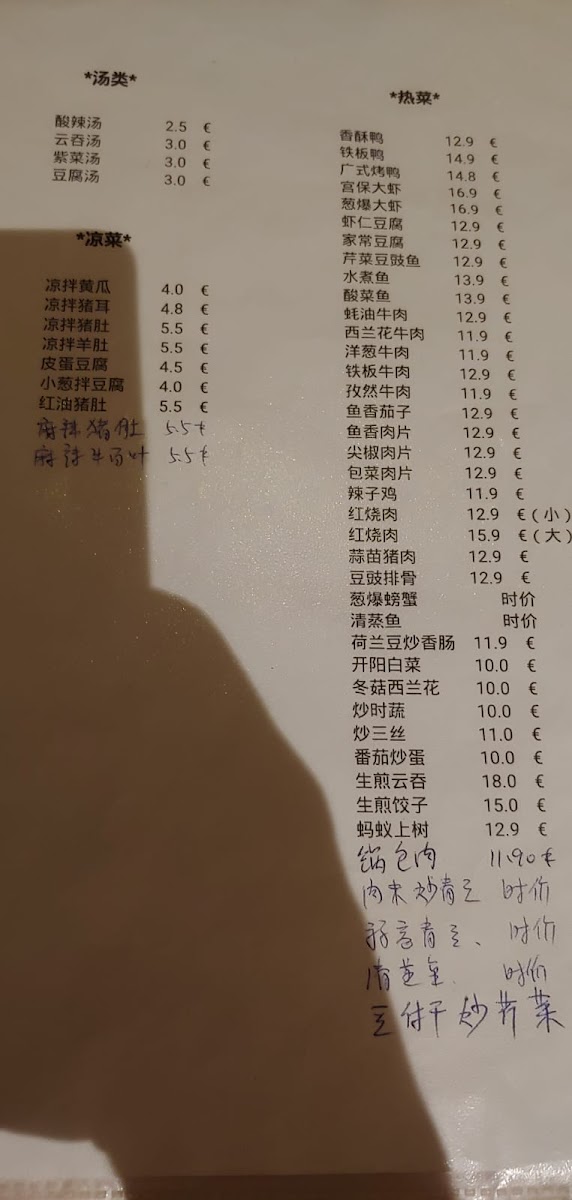 *汤类*
酸辣汤 2.5 €
云吞汤 3.0 €
紫菜汤 3.0 €
豆腐汤 3.0 €
*凉菜*
凉拌黄瓜 4.0 €
凉拌猪耳 4.8 €
凉拌猪肚 5.5 €
凉拌羊肚 5.5 €
皮蛋豆腐 4.5 €
小葱拌豆腐 4.0 €
红油猪肚 5.5 €
麻辣猪肚 5.5€
麻辣牛百叶 5.5€
*热菜*
香酥鸭 12.9 €
铁板鸭 14.9 €
广式烤鸭 14.8 €
宫保大虾 16.9 €
葱爆大虾 16.9 €
虾仁豆腐 12.9 €
家常豆腐 12.9 €
芹菜豆豉鱼 12.9 €
水煮鱼 13.9 €
酸菜鱼 13.9 €
蚝油牛肉 12.9 €
西兰花牛肉 11.9 €
洋葱牛肉 11.9 €
铁板牛肉 12.9 €
孜然牛肉 11.9 €
鱼香茄子 12.9 €
鱼香肉片 12.9 €
尖椒肉片 12.9 €
包菜肉片 12.9 €
辣子鸡 11.9 €
红烧肉 12.9 €(小)
红烧肉 15.9 €(大)
蒜苗猪肉 12.9 €
豆豉排骨 12.9 €
葱爆螃蟹 时价
清蒸鱼 时价
荷兰豆炒香肠 11.9 €
开阳白菜 10.0 €
冬菇西兰花 10.0 €
炒时蔬 10.0 €
炒三丝 11.0 €
番茄炒蛋 10.0 €
生煎云吞 18.0 €
生煎饺子 15.0 €
蚂蚁上树 12.9 €
锅包肉 11.90€
肉末炒青豆 时价
青豆、时价
时价
豆付干炒芹菜